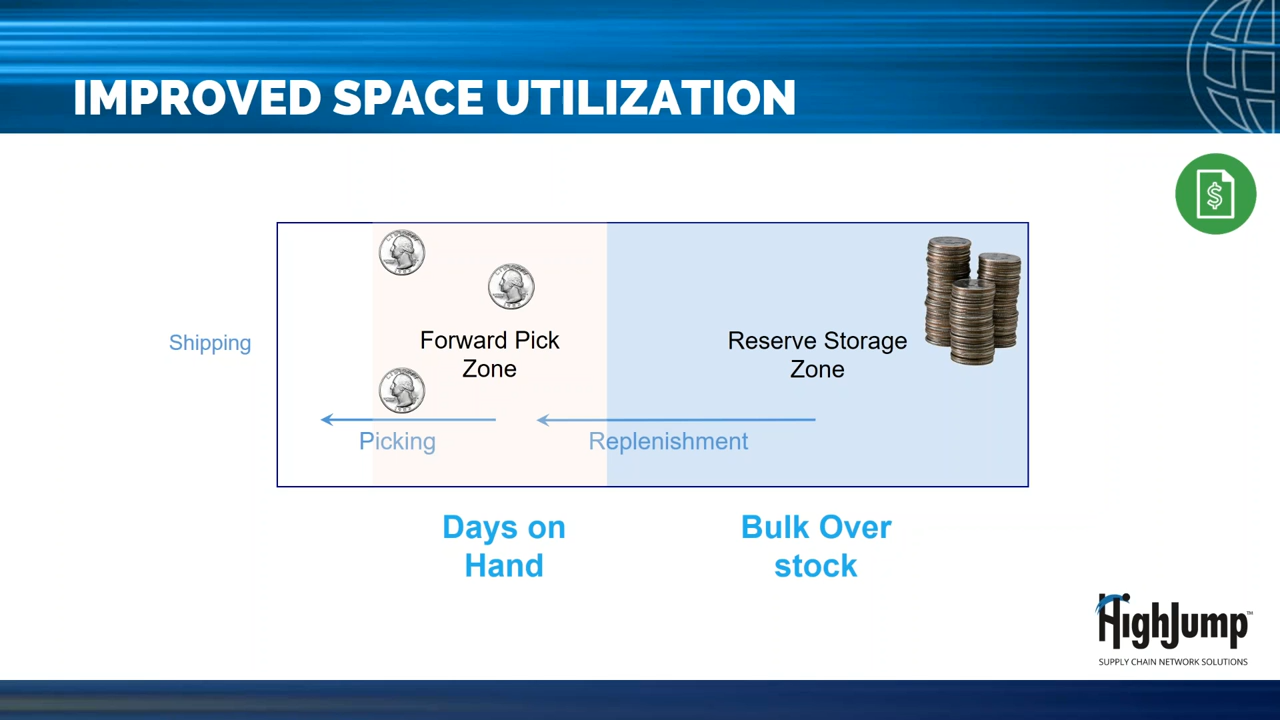 IMPROVED SPACE UTILIZATION
$
Shipping
Forward Pick
Zone
Reserve Storage
Zone
Picking
Replenishment
Days on
Hand
Bulk Over
stock
HighJump™
SUPPLY CHAIN NETWORK SOLUTIONS